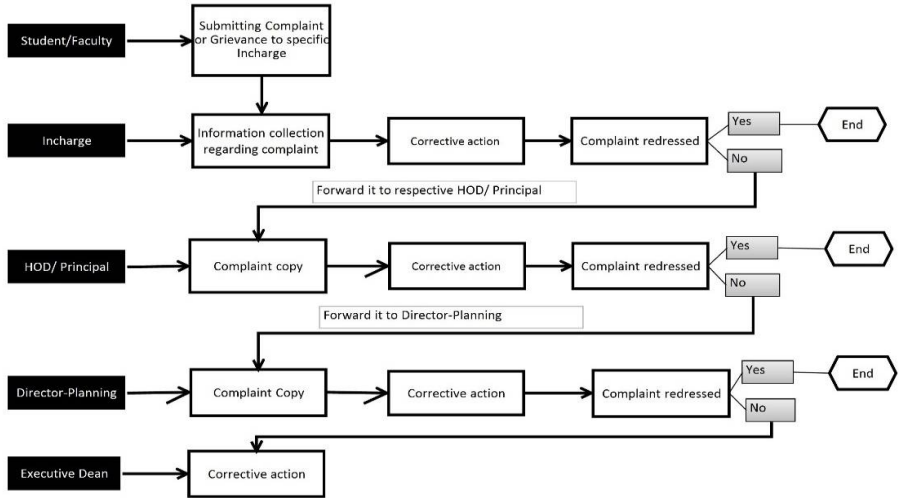 Student/Faculty
Submitting Complaint
or Grievance to specific
Incharge
Incharge
Information collection
regarding complaint
Corrective action
Complaint redressed
Yes
No
End
Forward it to respective HOD/ Principal
HOD/ Principal
Complaint copy
Corrective action
Complaint redressed
Yes
No
End
Forward it to Director-Planning
Director-Planning
Complaint Copy
Corrective action
Complaint redressed
Yes
No
End
Executive Dean
Corrective action